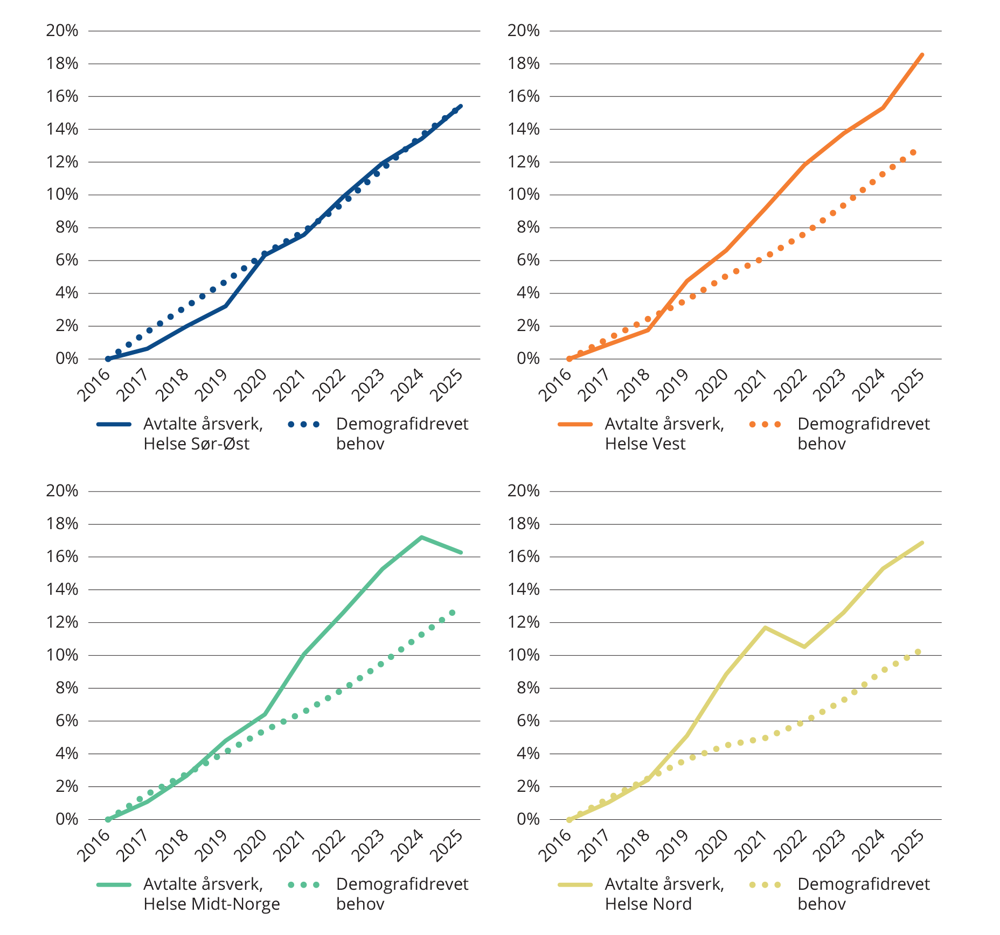 20%
18%
16%
14%
12%
10%
8%
6%
4%
2%
0%
2016 2017 2018 2019 2020 2021 2022 2023 2024 2025
Avtalte årsverk,
Helse Sør-Øst
Demografidrevet
behov
20%
18%
16%
14%
12%
10%
8%
6%
4%
2%
0%
2016 2017 2018 2019 2020 2021 2022 2023 2024 2025
Avtalte årsverk,
Helse Vest
Demografidrevet
behov
20%
18%
16%
14%
12%
10%
8%
6%
4%
2%
0%
2016 2017 2018 2019 2020 2021 2022 2023 2024 2025
Avtalte årsverk,
Helse Midt-Norge
Demografidrevet
behov
20%
18%
16%
14%
12%
10%
8%
6%
4%
2%
0%
2016 2017 2018 2019 2020 2021 2022 2023 2024 2025
Avtalte årsverk,
Helse Nord
Demografidrevet
behov